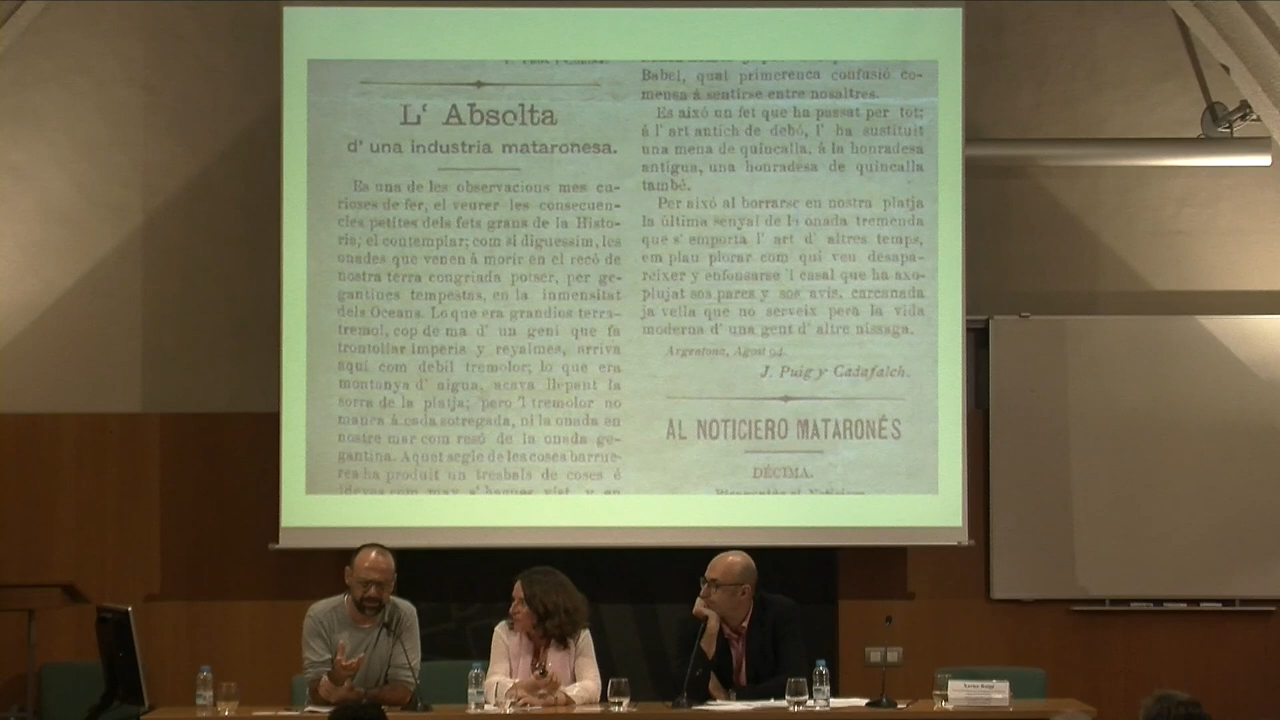 L' Absolta
d' una industria mataronesa.
Es una de les observacions mes cu-
rioses de fer, el veurer les consecuen-
cies petites dels fets grans de la Histo-
ria; el contemplar; com si diguessim, les
onades que venen à morir en el recó de
nostra terra congriada potser, per ge-
gantines tempestas, en la inmensitat
dels Oceans. Lo que era grandios terra-
tremol, cop de ma d' un geni que fa
trontollar imperis y reyalmes, arriva
aquí com debil tremolor; lo que era
montanya d' aigua, acava llepant la
sorra de la platja; pero 'l tremolor no
manca á cada sotregada, ni la onada en
nostre mar com resó de la onada ge-
gantina. Aquet segle de les coses barrue-
res ha produit un trasbals de coses é
Babel, qual primerenca confusió co-
mensa á sentirse entre nosaltres.
Es aixó un fet que ha passat per tot;
á l' art antich de debó, l' ha sustituit
una mena de quincalla, á la honradesa
antigua, una honradesa de quincalla
també.
Per aixó al borrarse en nostra platja
la última senyal de la onada tremenda
que s' emporta l' art d' altres temps,
em plau plorar com qui veu desapa-
reixer y enfonsarse 'l casal que ha axo-
plujat sos pares y sos avis, carcanada
ja vella que no serveix pera la vida
moderna d' una gent d' altre nissaga.
Argentona, Agost 94.
J. Puig y Cadafalch.
AL NOTICIERO MATARONÉS
DÉCIMA.
Xavier Roigé